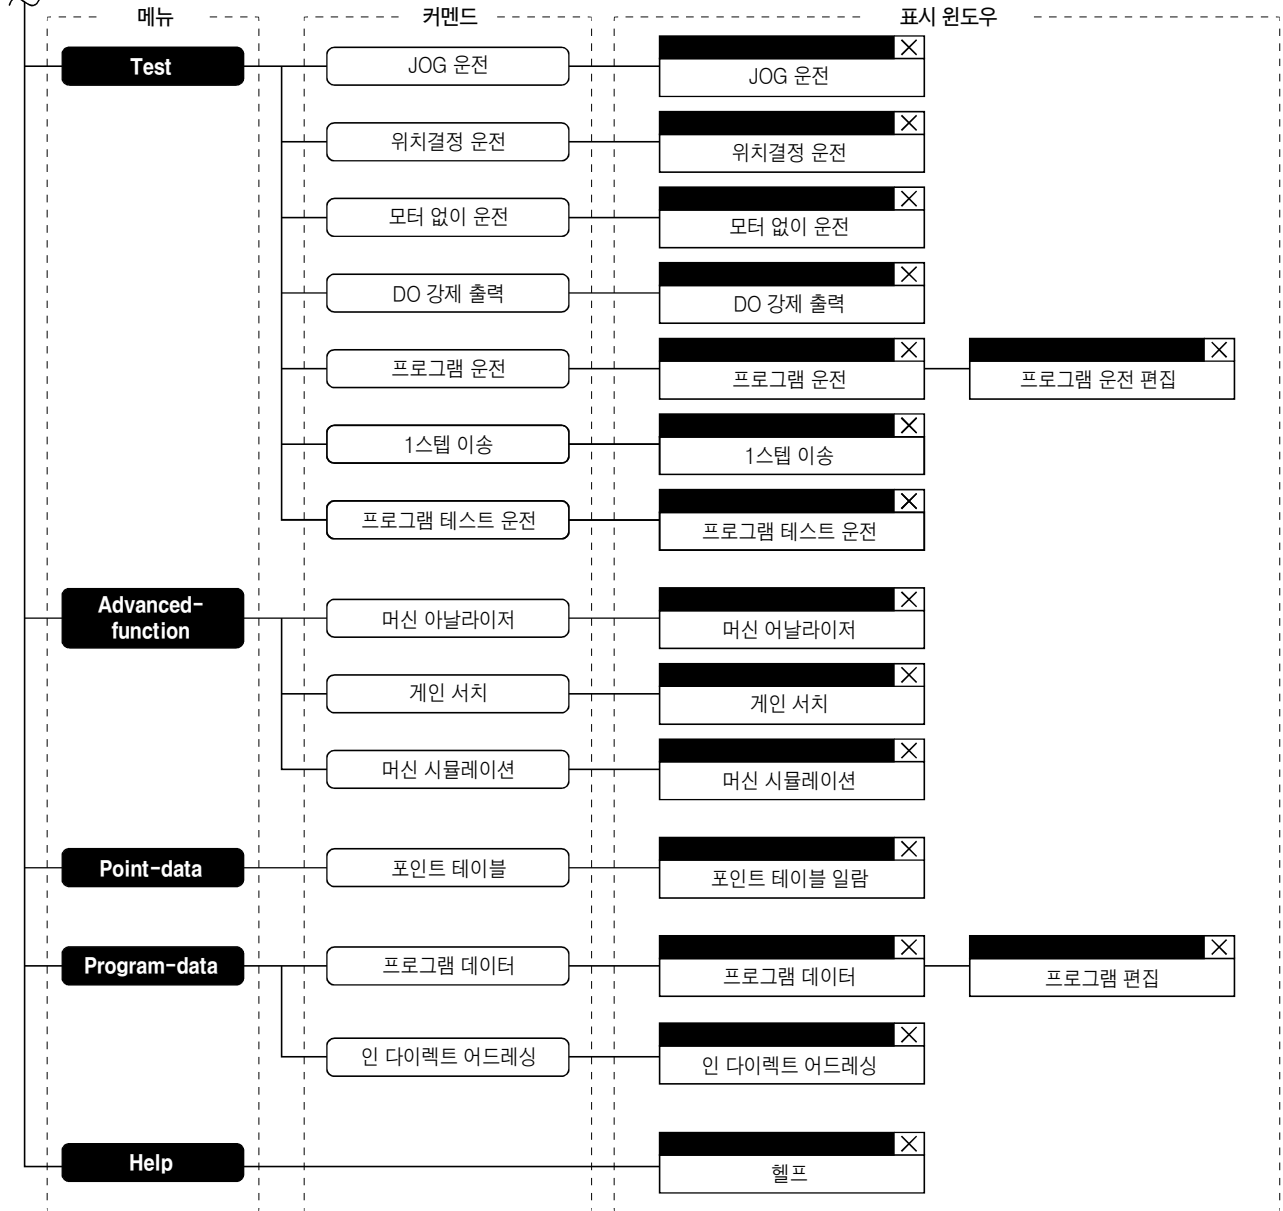 메뉴
커멘드
표시 윈도우
Test
JOG 운전
JOG 운전
위치결정 운전
위치결정 운전
모터 없이 운전
모터 없이 운전
DO 강제 출력
DO 강제 출력
프로그램 운전
프로그램 운전
프로그램 운전 편집
1스텝 이송
1스텝 이송
프로그램 테스트 운전
프로그램 테스트 운전
Advanced-
function
머신 아날라이저
머신 어날라이저
게인 서치
게인 서치
머신 시뮬레이션
머신 시뮬레이션
Point-data
포인트 테이블
포인트 테이블 일람
Program-data
프로그램 데이터
프로그램 데이터
프로그램 편집
인 다이렉트 어드레싱
인 다이렉트 어드레싱
Help
헬프